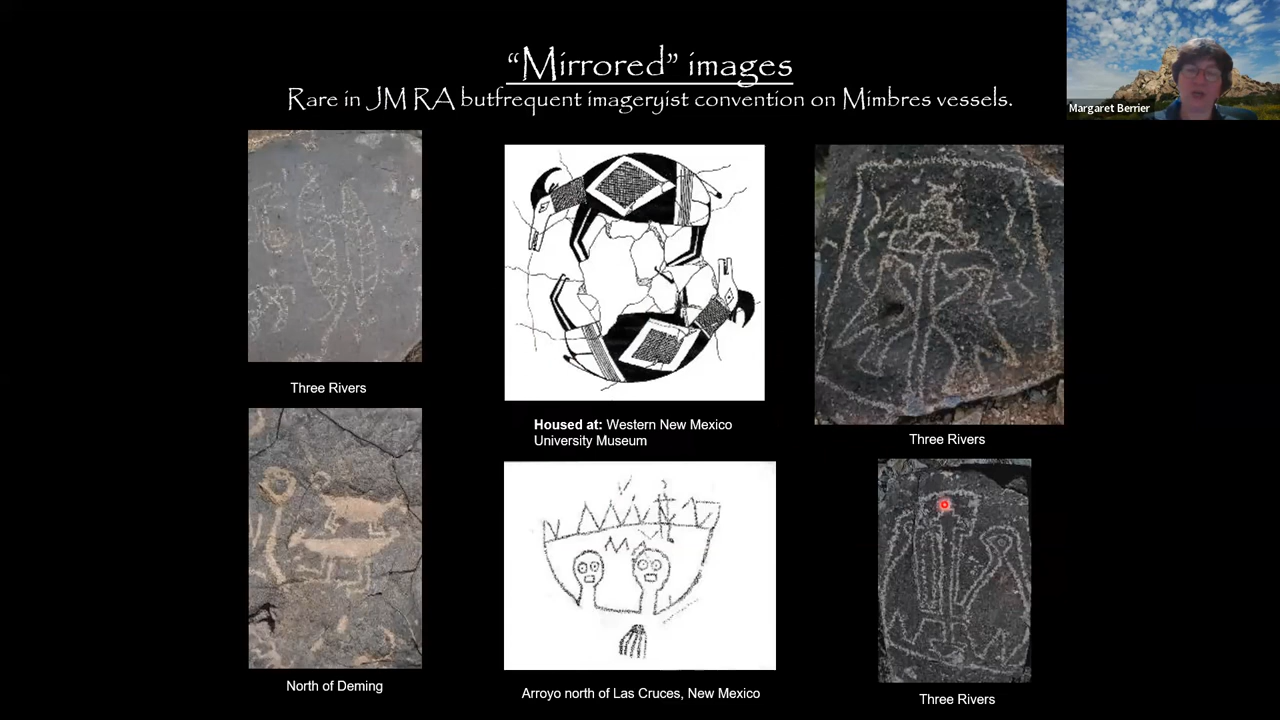 “Mirrored” images
Rare in JM RA butfrequent imageryist convention on Mimbres vessels.
Margaret Berrier
Three Rivers
Housed at: Western New Mexico
University Museum
Three Rivers
North of Deming
Arroyo north of Las Cruces, New Mexico
Three Rivers